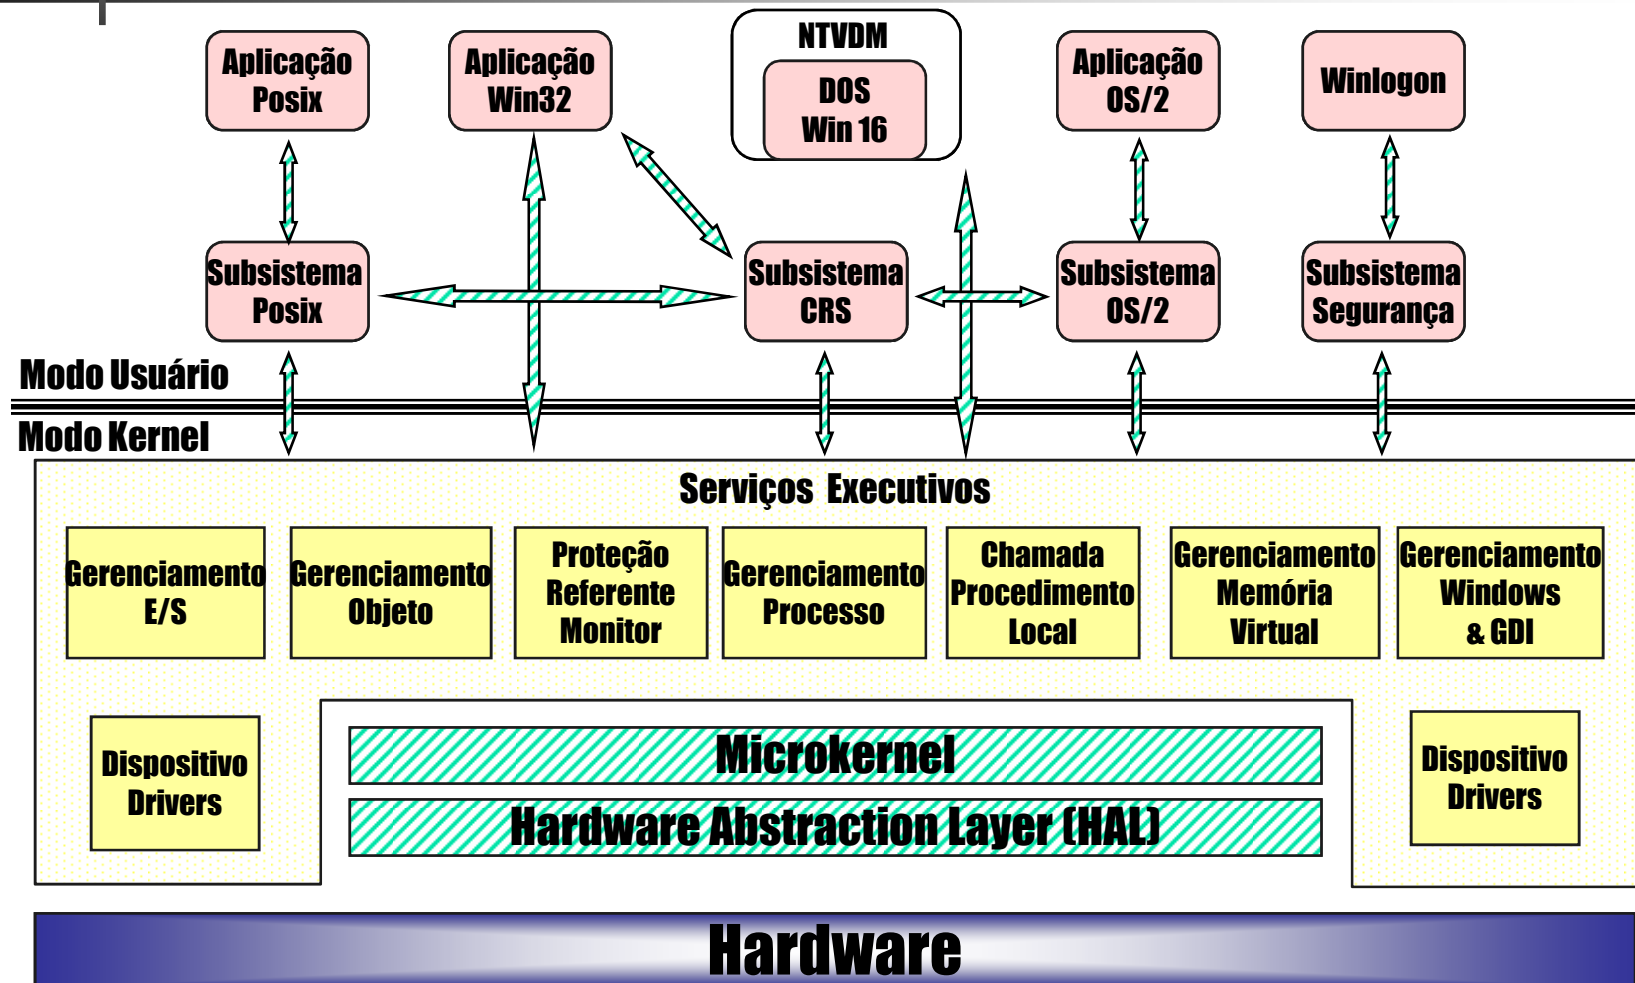 Aplicação
Posix
Aplicação
Win32
NTVDM
DOS
Win 16
Aplicação
OS/2
Winlogon
Subsistema
Posix
Subsistema
CRS
Subsistema
OS/2
Subsistema
Segurança
Modo Usuário
Modo Kernel
Serviços Executivos
Gerenciamento
E/S
Gerenciamento
Objeto
Proteção
Referente
Monitor
Gerenciamento
Processo
Chamada
Procedimento
Local
Gerenciamento
Memória
Virtual
Gerenciamento
Windows
& GDI
Dispositivo
Drivers
Microkernel
Hardware Abstraction Layer (HAL)
Dispositivo
Drivers
Hardware